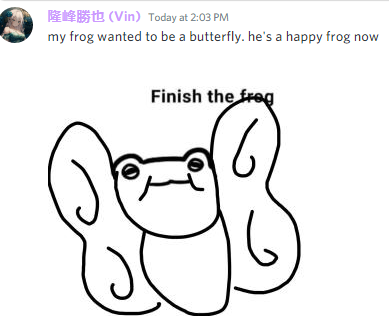 隆峰勝也 (Vin) Today at 2:03 PM
my frog wanted to be a butterfly. he's a happy frog now
Finish the frog